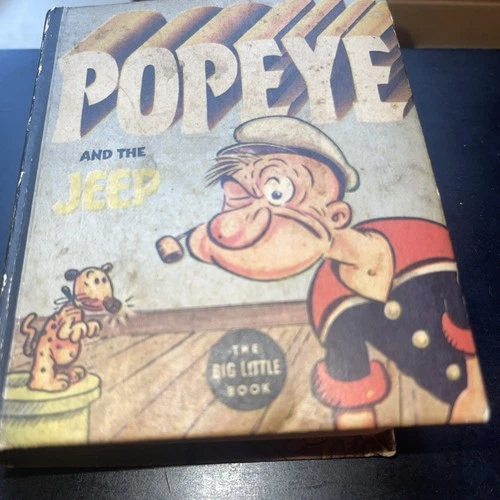 POPEYE
AND THE
JEEP
THE
BIG LITTLE
BOOK